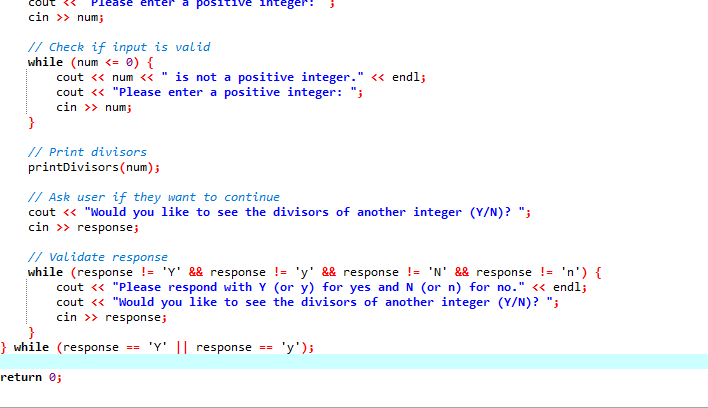 cout << "Please enter a positive integer: ";
cin >> num;
// Check if input is valid
while (num <= 0) {
cout << num << " is not a positive integer." << endl;
cout << "Please enter a positive integer: ";
cin >> num;
}
// Print divisors
printDivisors(num);
// Ask user if they want to continue
cout << "Would you like to see the divisors of another integer (Y/N)? ";
cin >> response;
// Validate response
while (response != 'Y' && response != 'y' && response != 'N' && response != 'n') {
cout << "Please respond with Y (or y) for yes and N (or n) for no." << endl;
cout << "Would you like to see the divisors of another integer (Y/N)? ";
cin >> response;
}
} while (response == 'Y' || response == 'y');
return 0;